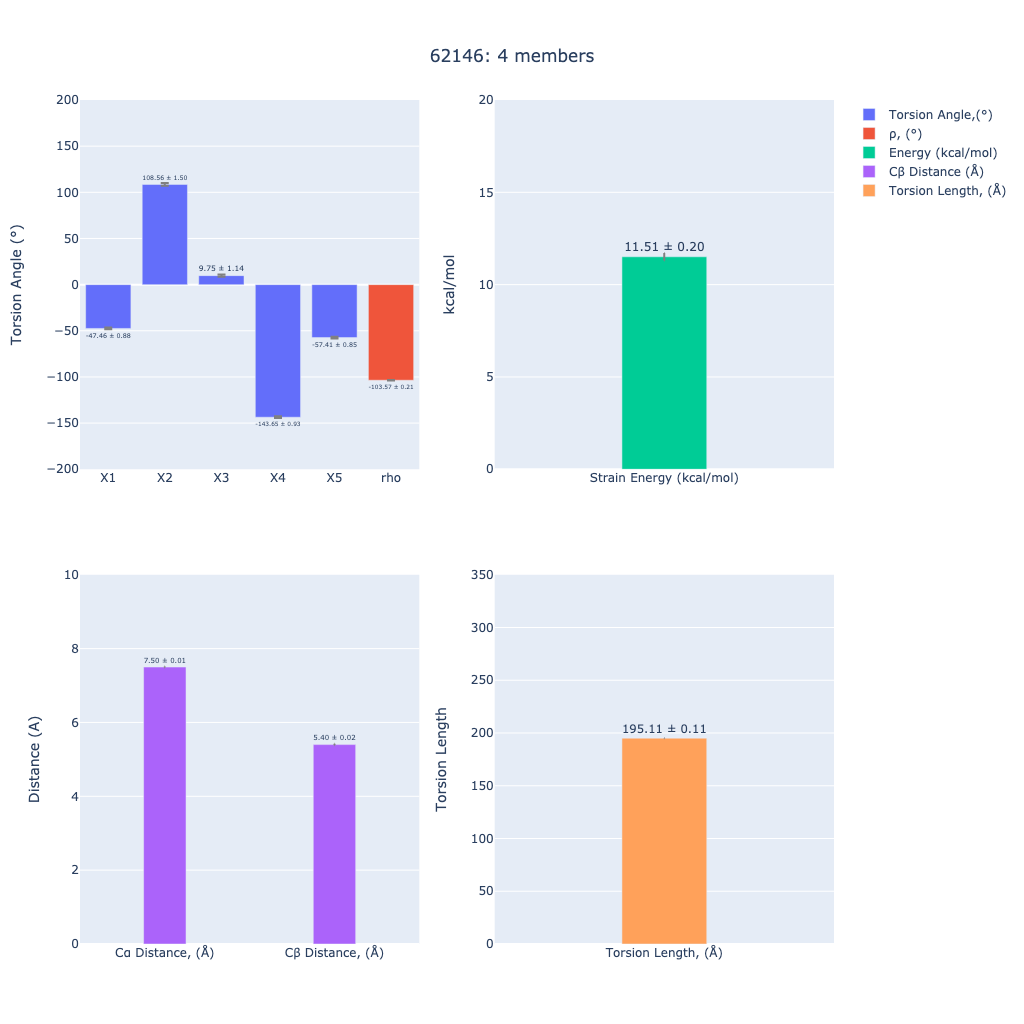 62146: 4 members
Torsion Angle (°)
200
150
100
50
0
−50
−100
−150
−200
-47.46 ± 0.88
108.56 ± 1.50
9.75 ± 1.14
-143.65 ± 0.93
-57.41 ± 0.85
-103.57 ± 0.21
X1 X2 X3 X4 X5 rho
kcal/mol
20
15
10
5
0
11.51 ± 0.20
Strain Energy (kcal/mol)
Torsion Angle,(°)
ρ, (°)
Energy (kcal/mol)
Cβ Distance (Å)
Torsion Length, (Å)
Distance (A)
10
8
6
4
2
0
7.50 ± 0.01
5.40 ± 0.02
Cα Distance, (Å) Cβ Distance, (Å)
Torsion Length
350
300
250
200
150
100
50
0
195.11 ± 0.11
Torsion Length, (Å)